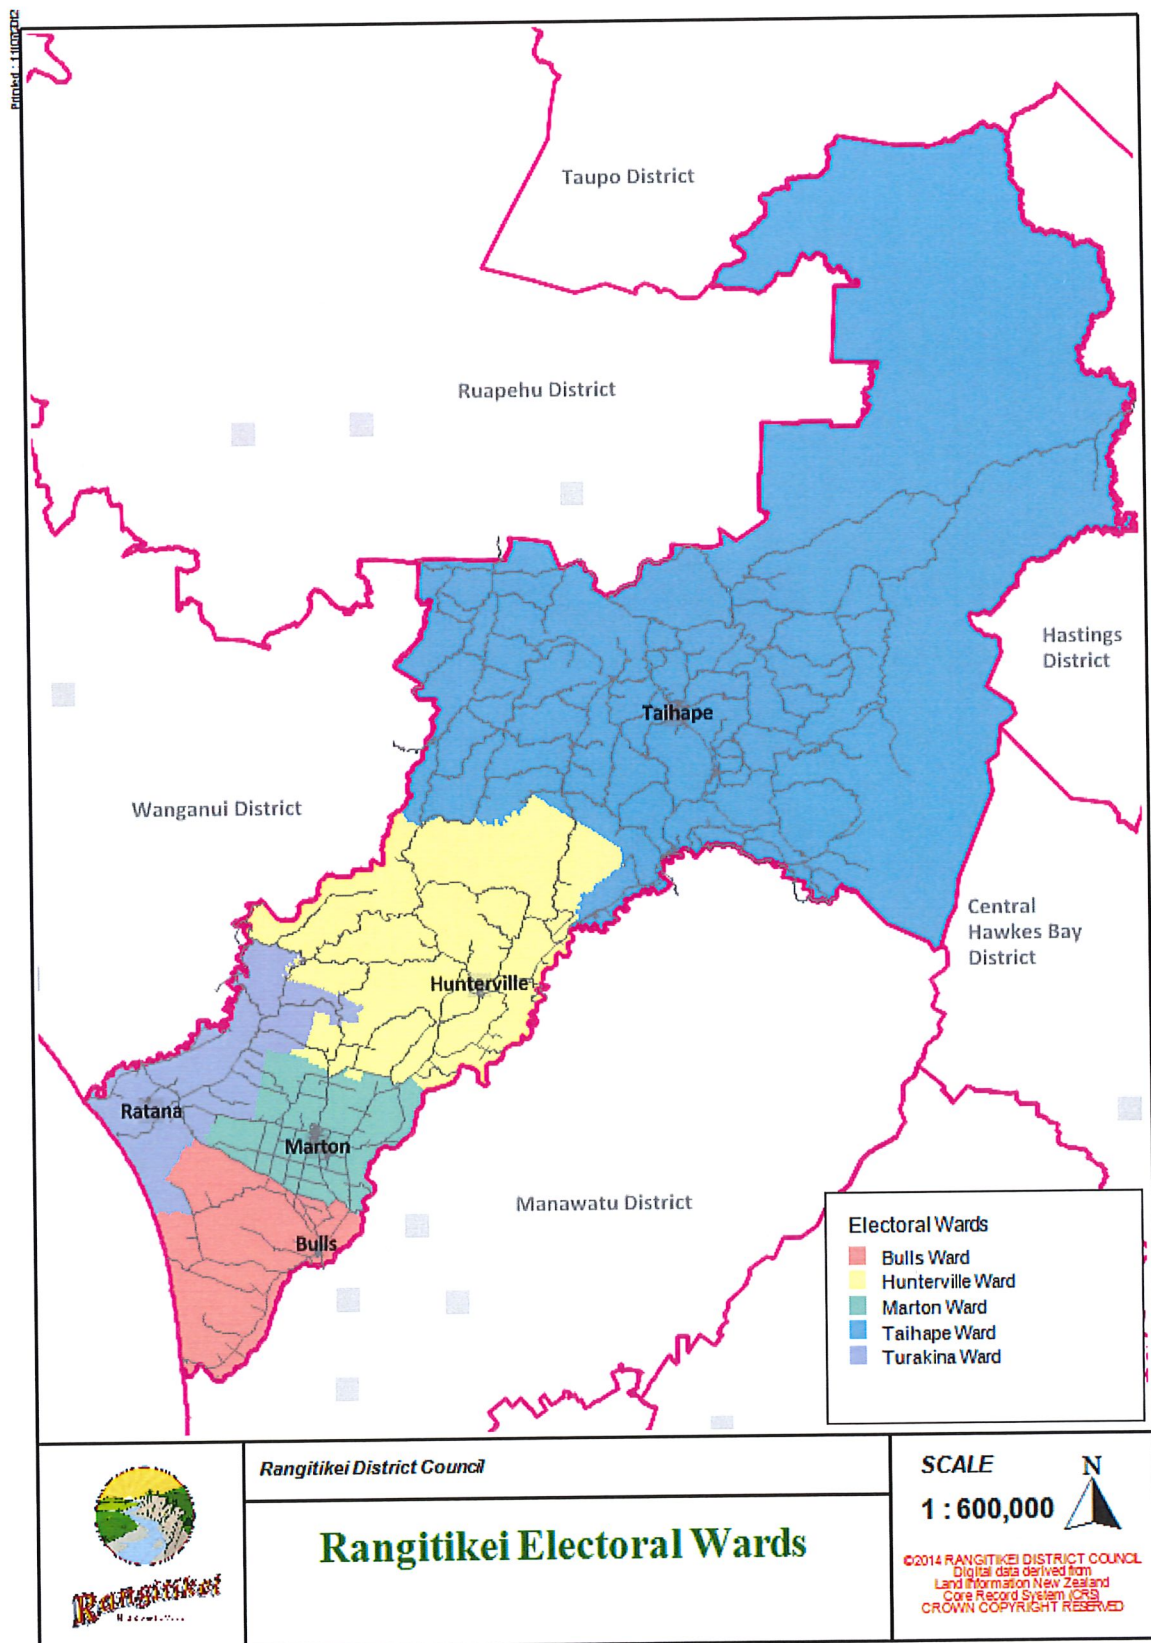 Taupo District
Ruapehu District
Hastings
District
Taihape
Wanganui District
Central
Hawkes Bay
District
Hunterville
Ratana
Marton
Manawatu District
Bulls
Electoral Wards
Bulls Ward
Hunterville Ward
Marton Ward
Taihape Ward
Turakina Ward
Rangitikei District Council
Rangitikei Electoral Wards
SCALE
N
1 : 600,000
©2014 RANGITIKEI DISTRICT COUNCIL
Digital data derived from
Land Information New Zealand
Core Record System (CRS)
CROWN COPYRIGHT RESERVED
Rangitikei